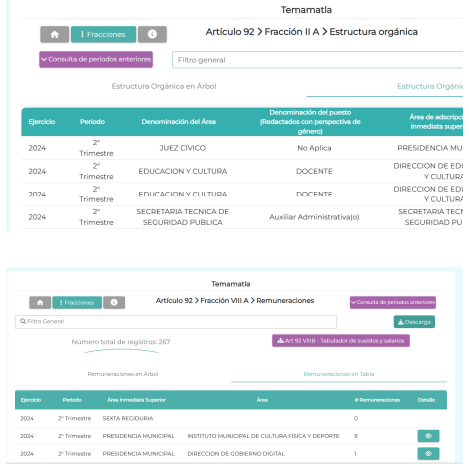 Temamatla
Fracciones
Artículo 92 > Fracción II A > Estructura orgánica
Consulta de periodos anteriores
Filtro general
Estructura Orgánica en Árbol
Estructura Orgánic
Ejercicio Periodo Denominación del Área Denominación del puesto (Redactados con perspectiva de género) Área de adscripci inmediata super
2024 2° Trimestre JUEZ CIVICO No Aplica PRESIDENCIA MU
2024 2° Trimestre EDUCACION Y CULTURA DOCENTE DIRECCION DE EDU Y CULTURA
2024 2° Trimestre EDUCACION Y CULTURA DOCENTE DIRECCION DE EDU Y CULTURA
2024 2° Trimestre SECRETARIA TECNICA DE SEGURIDAD PUBLICA Auxiliar Administrativa(o) SECRETARIA TECN SEGURIDAD PU
Temamatla
Fracciones
Artículo 92 > Fracción VIII A > Remuneraciones
Consulta de periodos anteriores
Filtro General
Descarga
Número total de registros: 267
Art 92 VIIIB - Tabulador de sueldos y salarios
Remuneraciones en Árbol
Remuneraciones en Tabla
Ejercicio Periodo Área Inmediata Superior Área # Remuneraciones Detalle
2024 2° Trimestre SEXTA REGIDURIA 0
2024 2° Trimestre PRESIDENCIA MUNICIPAL INSTITUTO MUNICIPAL DE CULTURA FISICA Y DEPORTE 9
2024 2° Trimestre PRESIDENCIA MUNICIPAL DIRECCION DE GOBIERNO DIGITAL 1